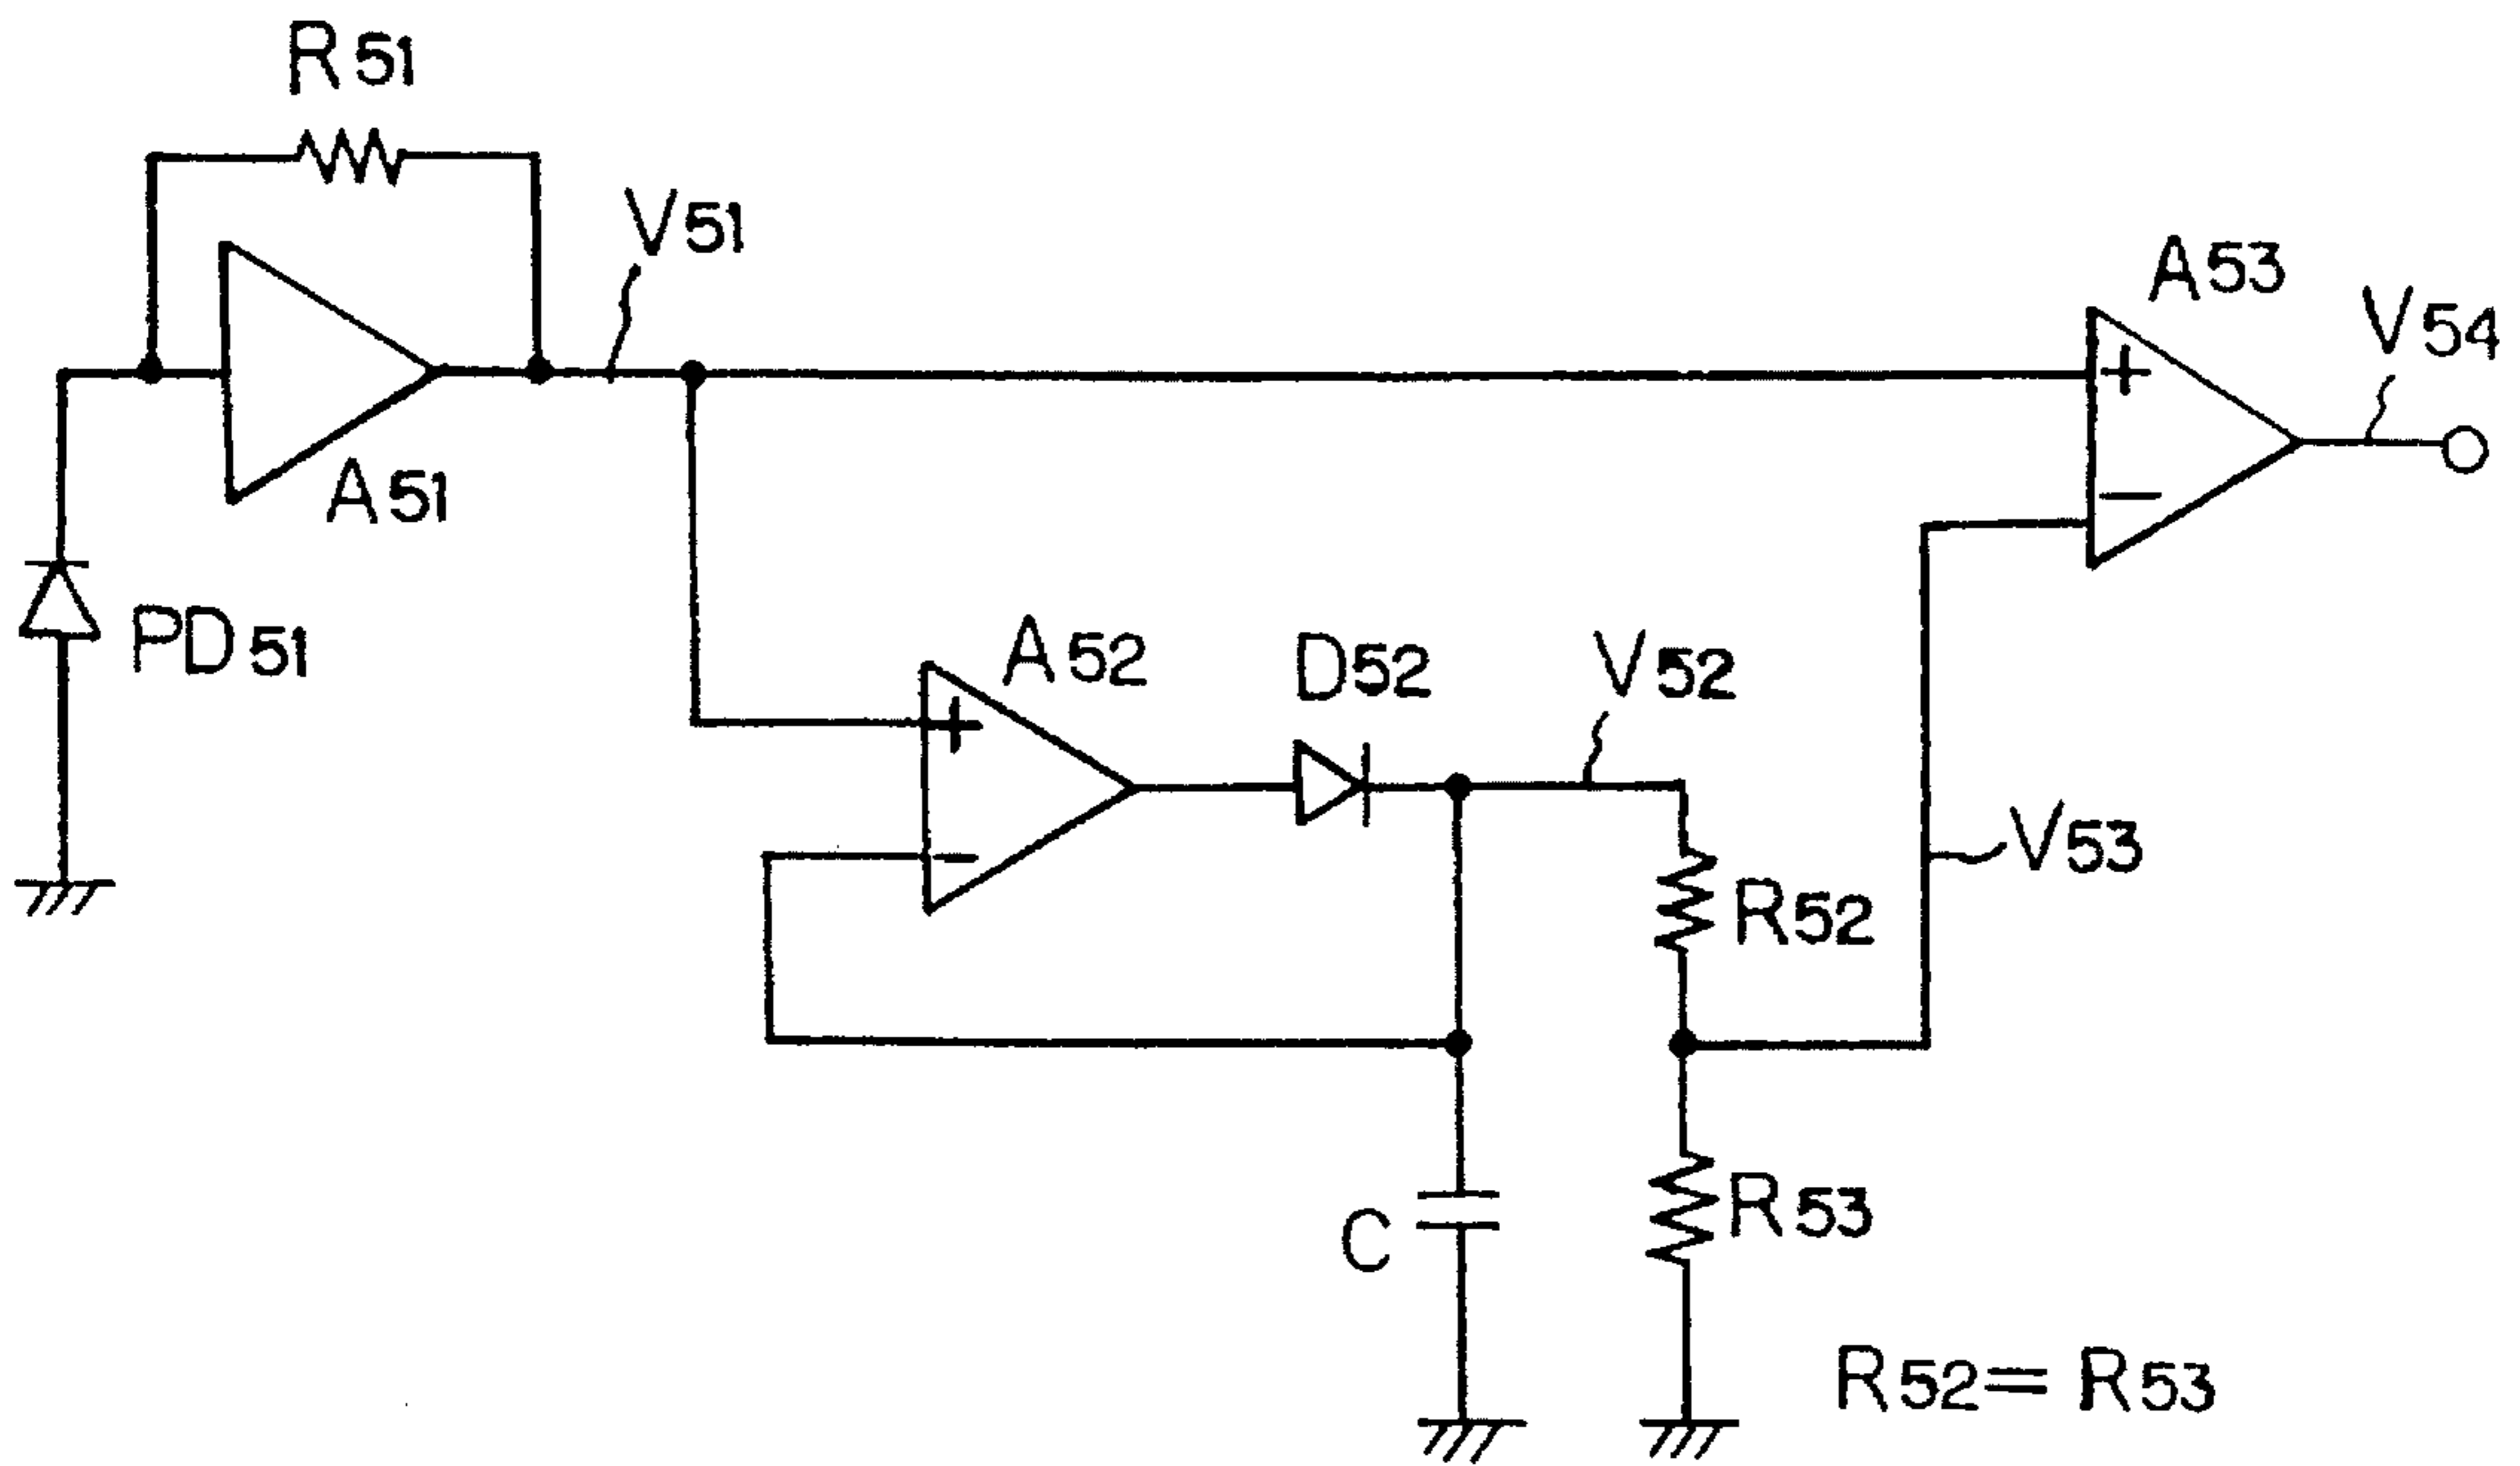 R51
V51
A53
V54
A51
PD51
A52
D52
V52
+
-
+
-
V53
R52
R53
C
R52= R53